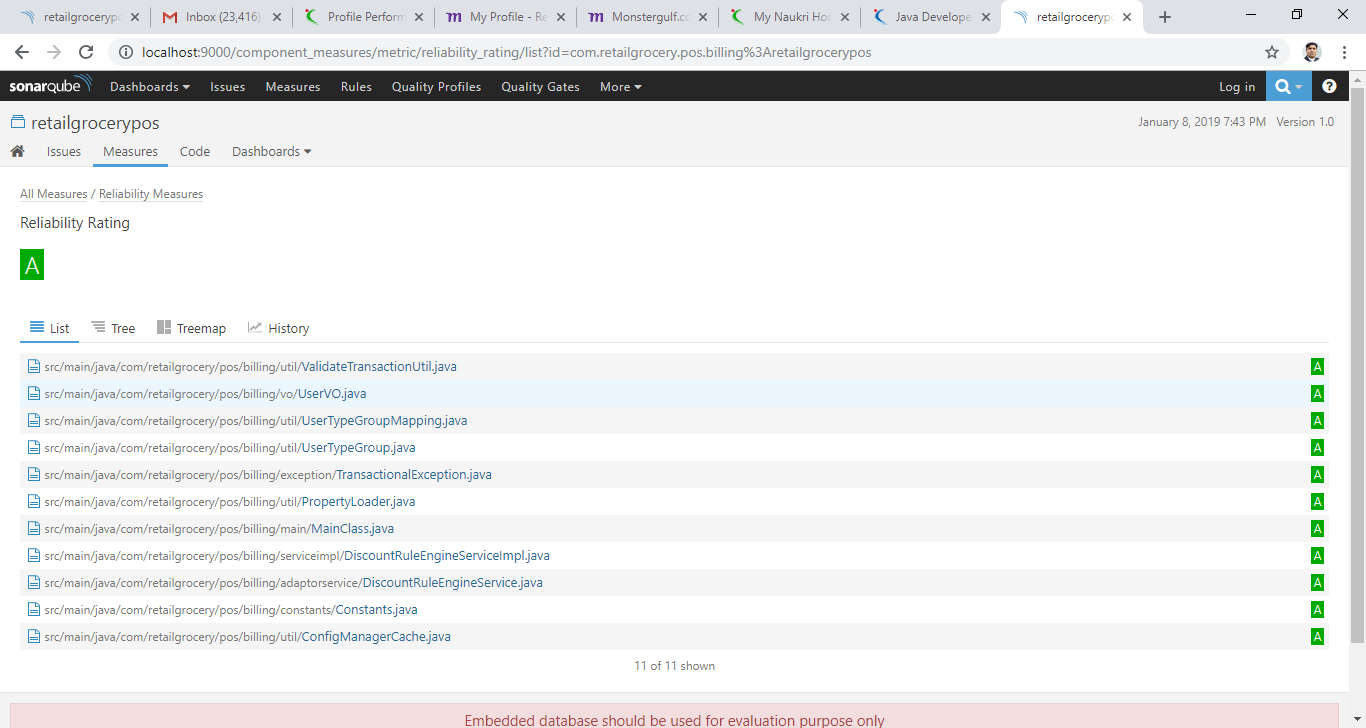 retailgrocerypo
Inbox (23,416)
Profile Perform
My Profile - Re
Monstergulf.co
My Naukri Ho
Java Develope
retailgrocerypo
localhost:9000/component_measures/metric/reliability_rating/list?id=com.retailgrocery.pos.billing%3Aretailgrocerypos
sonarqube Dashboards Issues Measures Rules Quality Profiles Quality Gates More Log in
retailgrocerypos January 8, 2019 7:43 PM Version 1.0
Issues Measures Code Dashboards
All Measures / Reliability Measures
Reliability Rating
A
List Tree Treemap History
src/main/java/com/retailgrocery/pos/billing/util/ValidateTransactionUtil.java A
src/main/java/com/retailgrocery/pos/billing/vo/UserVO.java A
src/main/java/com/retailgrocery/pos/billing/util/UserTypeGroupMapping.java A
src/main/java/com/retailgrocery/pos/billing/util/UserTypeGroup.java A
src/main/java/com/retailgrocery/pos/billing/exception/TransactionalException.java A
src/main/java/com/retailgrocery/pos/billing/util/PropertyLoader.java A
src/main/java/com/retailgrocery/pos/billing/main/MainClass.java A
src/main/java/com/retailgrocery/pos/billing/serviceimpl/DiscountRuleEngineServiceImpl.java A
src/main/java/com/retailgrocery/pos/billing/adaptorservice/DiscountRuleEngineService.java A
src/main/java/com/retailgrocery/pos/billing/constants/Constants.java A
src/main/java/com/retailgrocery/pos/billing/util/ConfigManagerCache.java A
11 of 11 shown
Embedded database should be used for evaluation purpose only